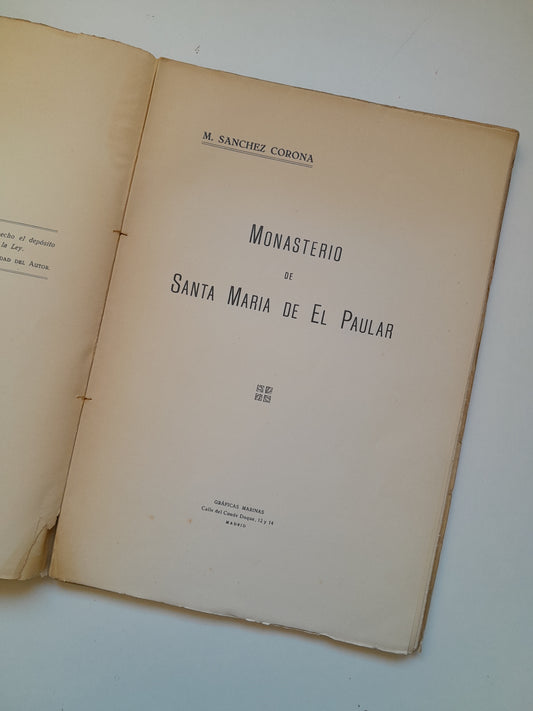 echo el depósito
la Ley.
DAD DEL AUTOR.
M. SANCHEZ CORONA
MONASTERIO
DE
SANTA MARIA DE EL PAULAR
GRÁFICAS MARINAS
Calle del Conde Duque, 12 y 14
MADRID